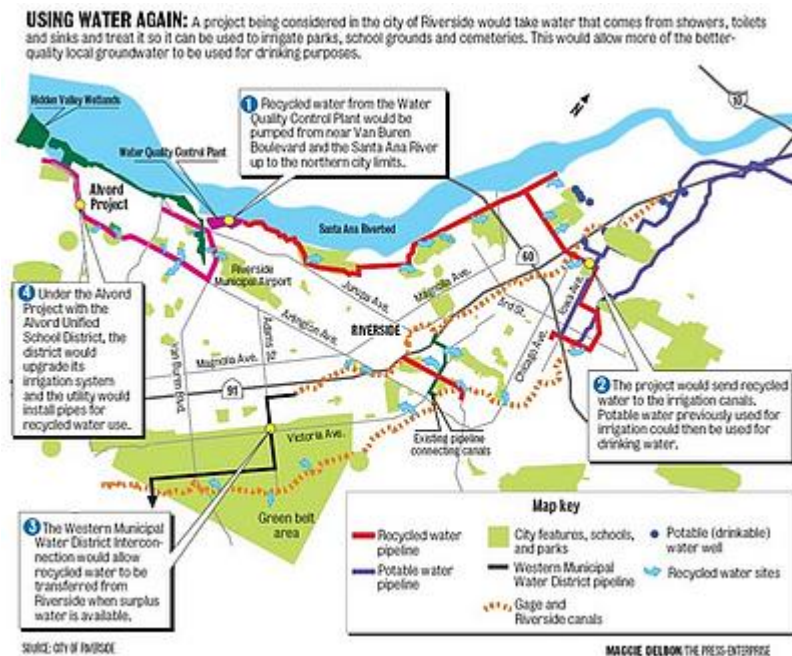 USING WATER AGAIN: A project being considered in the city of Riverside would take water that comes from showers, toilets
and sinks and treat it so it can be used to irrigate parks, school grounds and cemeteries. This would allow more of the better-
quality local groundwater to be used for drinking purposes.
Hidden Valley Wetlands
1 Recycled water from the Water
Quality Control Plant would be
pumped from near Van Buren
Boulevard and the Santa Ana River
up to the northern city limits.
N
10
Water Quality Control Plant
Alvord
Project
Santa Ana Riverbed
60
Riverside
Municipal Airport
Jurupa Ave.
Magnolia Ave.
3rd St.
Iowa Ave.
4 Under the Alvord
Project with the
Alvord Unified
School District, the
district would
upgrade its
irrigation system
and the utility would
install pipes for
recycled water use.
Arlington Ave.
RIVERSIDE
Chicago Ave.
Van Buren Blvd.
Adams St.
Magnolia Ave.
91
Victoria Ave.
Existing pipeline
connecting canals
2 The project would send recycled
water to the irrigation canals.
Potable water previously used for
irrigation could then be used for
drinking water.
Green belt
area
3 The Western Municipal
Water District Intercon-
nection would allow
recycled water to be
transferred from
Riverside when surplus
water is available.
Map key
Recycled water
pipeline
Potable water
pipeline
City features, schools,
and parks
Western Municipal
Water District pipeline
Gage and
Riverside canals
Potable (drinkable)
water well
Recycled water sites
SOURCE: CITY OF RIVERSIDE
MAGGIE DELBON/THE PRESS-ENTERPRISE